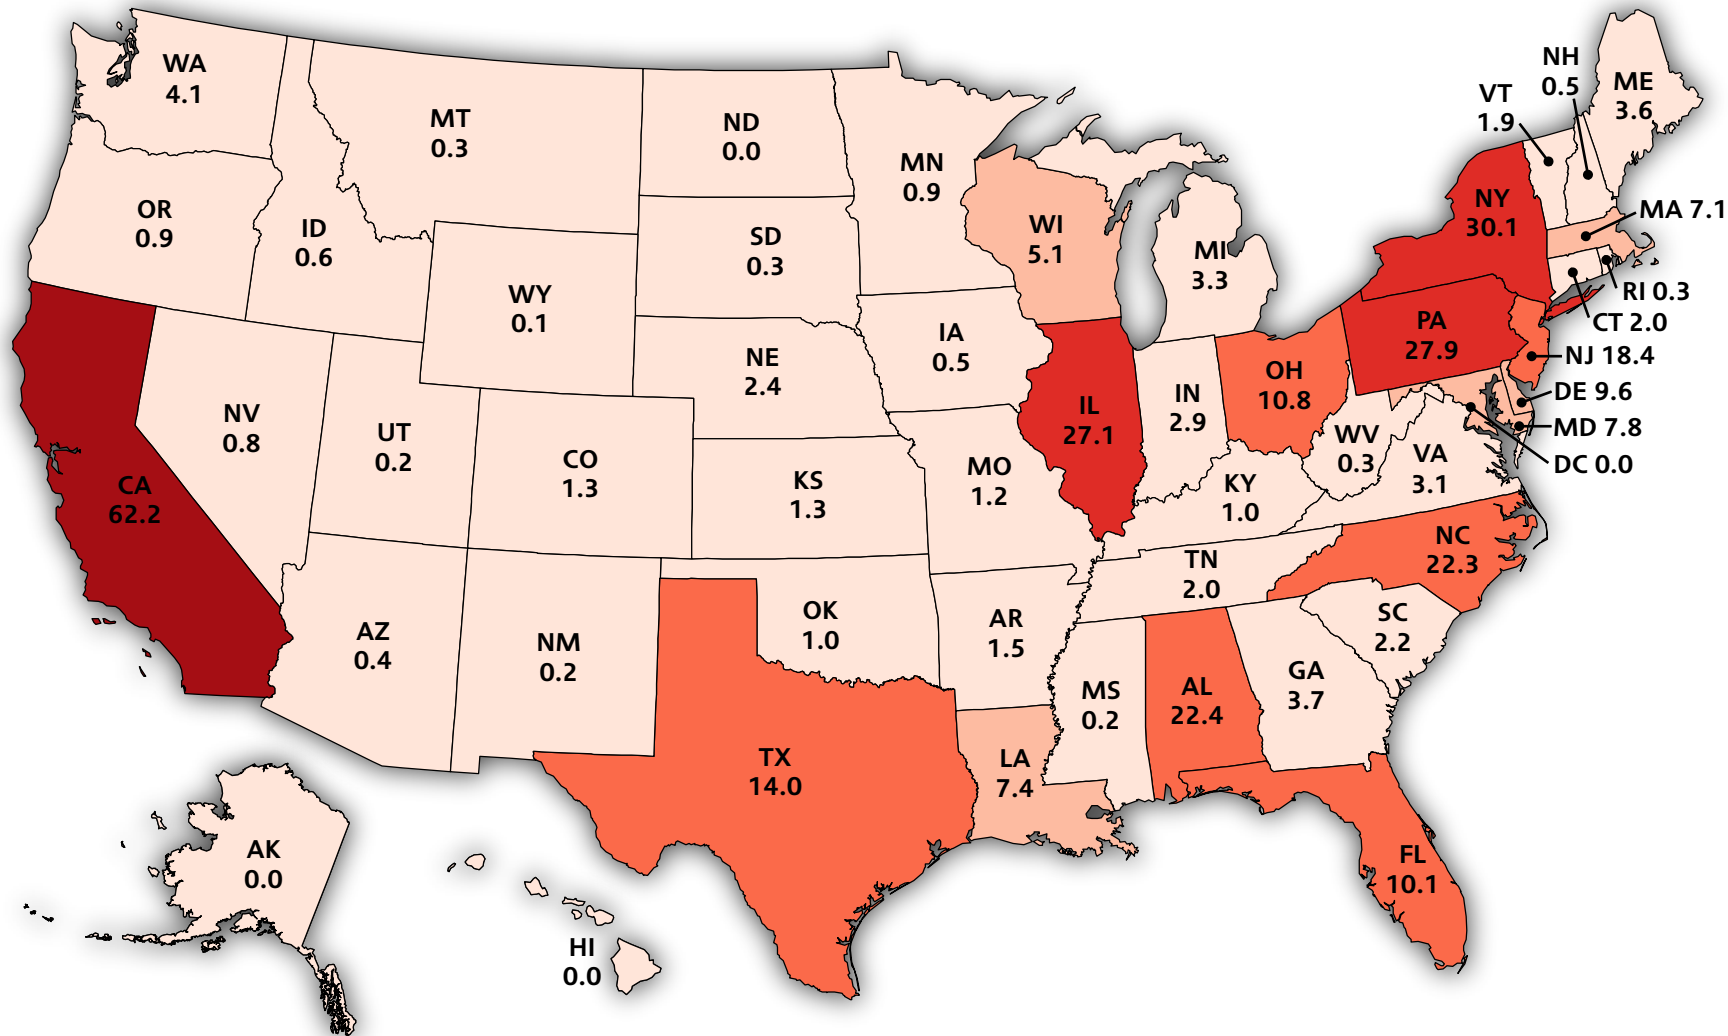 WA
4.1
MT
0.3
ND
0.0
MN
0.9
VT
1.9
NH
0.5
ME
3.6
OR
0.9
ID
0.6
WY
0.1
SD
0.3
WI
5.1
MI
3.3
NY
30.1
MA 7.1
RI 0.3
CT 2.0
NJ 18.4
DE 9.6
MD 7.8
DC 0.0
PA
27.9
IA
0.5
NE
2.4
NV
0.8
UT
0.2
CO
1.3
KS
1.3
MO
1.2
IL
27.1
IN
2.9
OH
10.8
WV
0.3
VA
3.1
KY
1.0
CA
62.2
NC
22.3
TN
2.0
SC
2.2
AZ
0.4
NM
0.2
OK
1.0
AR
1.5
MS
0.2
AL
22.4
GA
3.7
TX
14.0
LA
7.4
FL
10.1
AK
0.0
HI
0.0